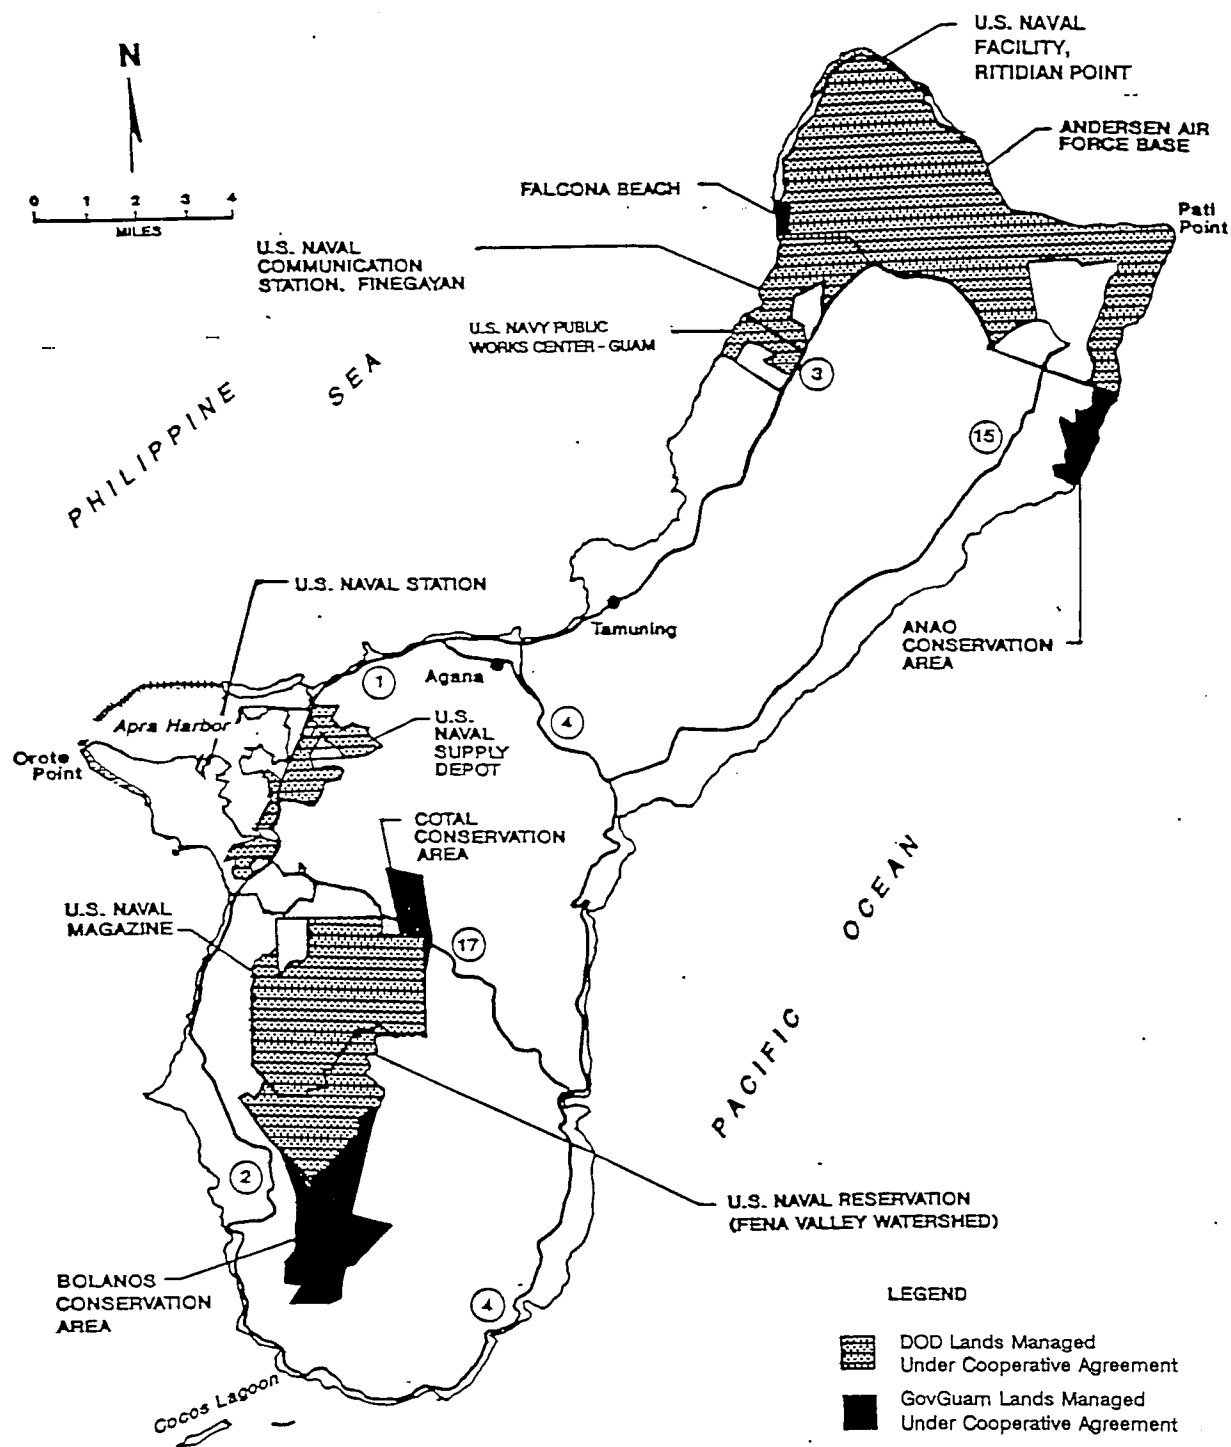 U.S. NAVAL
FACILITY,
RITIDIAN POINT
N
ANDERSEN AIR
FORCE BASE
FALCONA BEACH
0 1 2 3 4
MILES
Pati
Point
U.S. NAVAL
COMMUNICATION
STATION, FINEGAYAN
U.S. NAVY PUBLIC
WORKS CENTER - GUAM
3
PHILIPPINE SEA
15
U.S. NAVAL STATION
Tamuning
ANAO
CONSERVATION
AREA
Agana
1
4
Apra Harbor
U.S.
NAVAL
SUPPLY
DEPOT
Orote
Point
COTAL
CONSERVATION
AREA
U.S. NAVAL
MAGAZINE
17
PACIFIC OCEAN
2
U.S. NAVAL RESERVATION
(FENA VALLEY WATERSHED)
BOLANOS
CONSERVATION
AREA
4
LEGEND
DOD Lands Managed
Under Cooperative Agreement
GovGuam Lands Managed
Under Cooperative Agreement
Cocos Lagoon